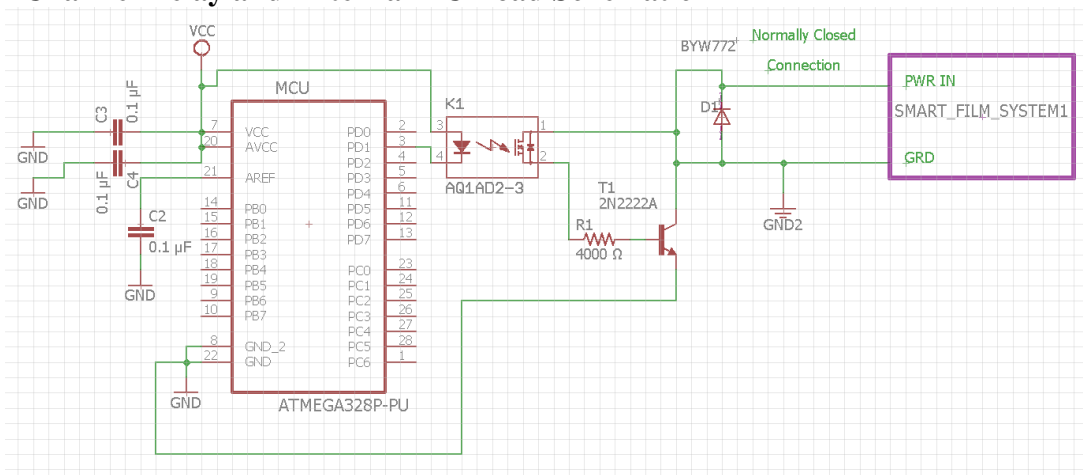 VCC
MCU
C3
0.1 µF
GND
C4
0.1 µF
GND
7 VCC
20 AVCC
21 AREF
14 PB0
15 PB1
16 PB2
17 PB3
18 PB4
19 PB5
9 PB6
10 PB7
8 GND_2
22 GND
PD0 2
PD1 3
PD2 4
PD3 5
PD4 6
PD5 11
PD6 12
PD7 13
PC0 23
PC1 24
PC2 25
PC3 26
PC4 27
PC5 28
PC6 1
ATMEGA328P-PU
C2
0.1 µF
GND
GND
K1
3
4
1
2
AQ1AD2-3
T1
2N2222A
R1
4000 Ω
BYW772
D1
Normally Closed
Connection
GND2
PWR IN
SMART_FILM_SYSTEM1
GRD